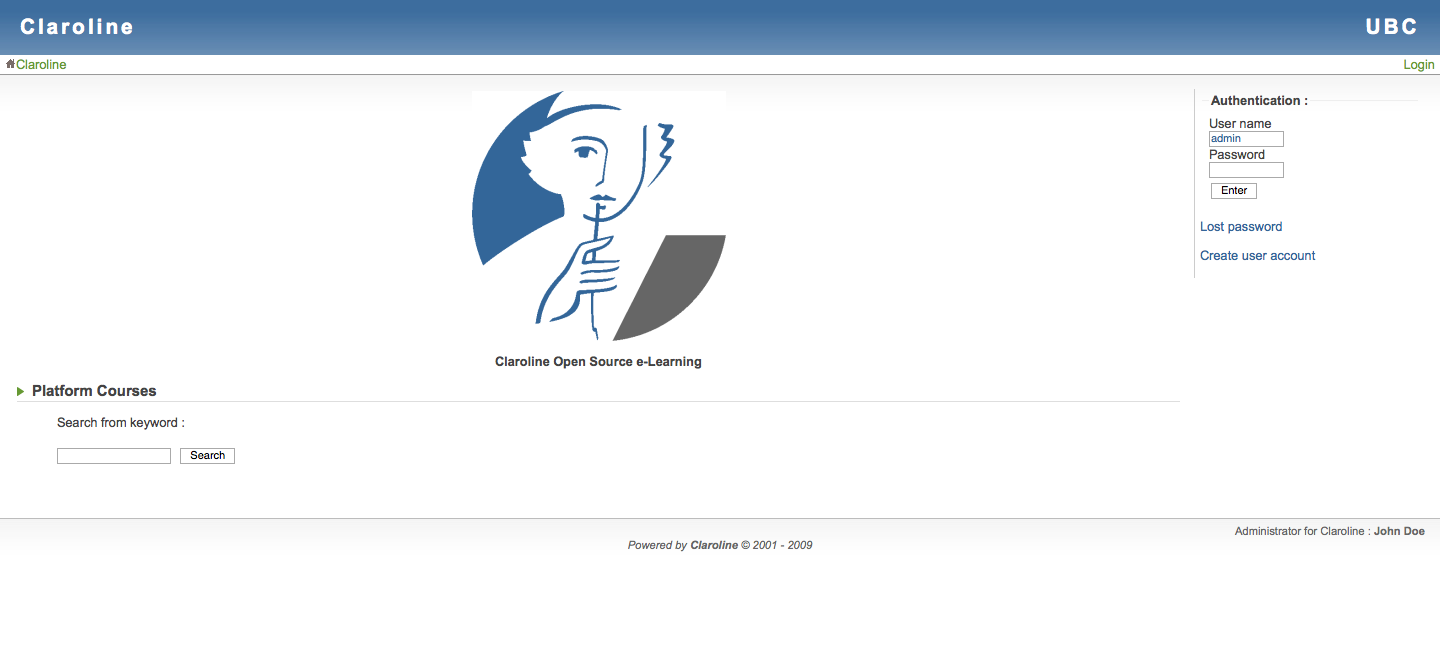 Claroline
UBC
Claroline
Login
Authentication :
User name
admin
Password
Enter
Lost password
Create user account
Claroline Open Source e-Learning
Platform Courses
Search from keyword :
Search
Administrator for Claroline : John Doe
Powered by Claroline © 2001 - 2009